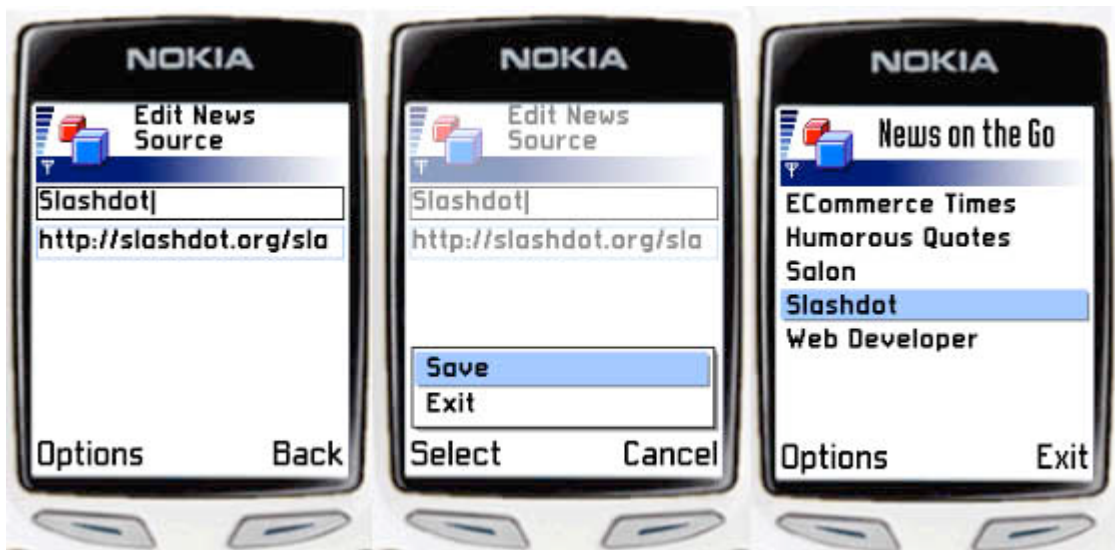 NOKIA
Edit News
Source
Slashdot
http://slashdot.org/sla
Options Back
NOKIA
Edit News
Source
Slashdot
http://slashdot.org/sla
Save
Exit
Select Cancel
NOKIA
News on the Go
ECommerce Times
Humorous Quotes
Salon
Slashdot
Web Developer
Options Exit